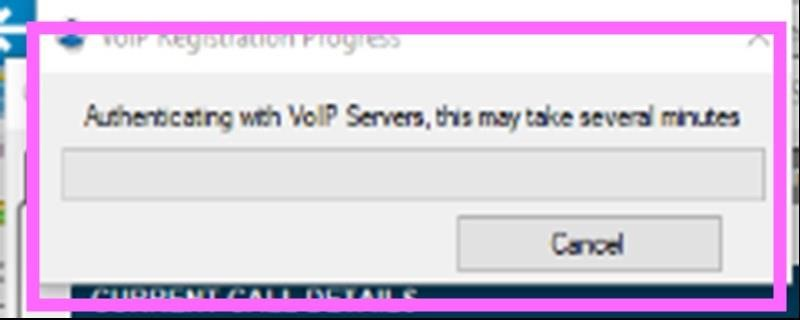 VoIP Registration Progress
Authenticating with VoIP Servers, this may take several minutes
Cancel
CURRENT CALL DETAILS